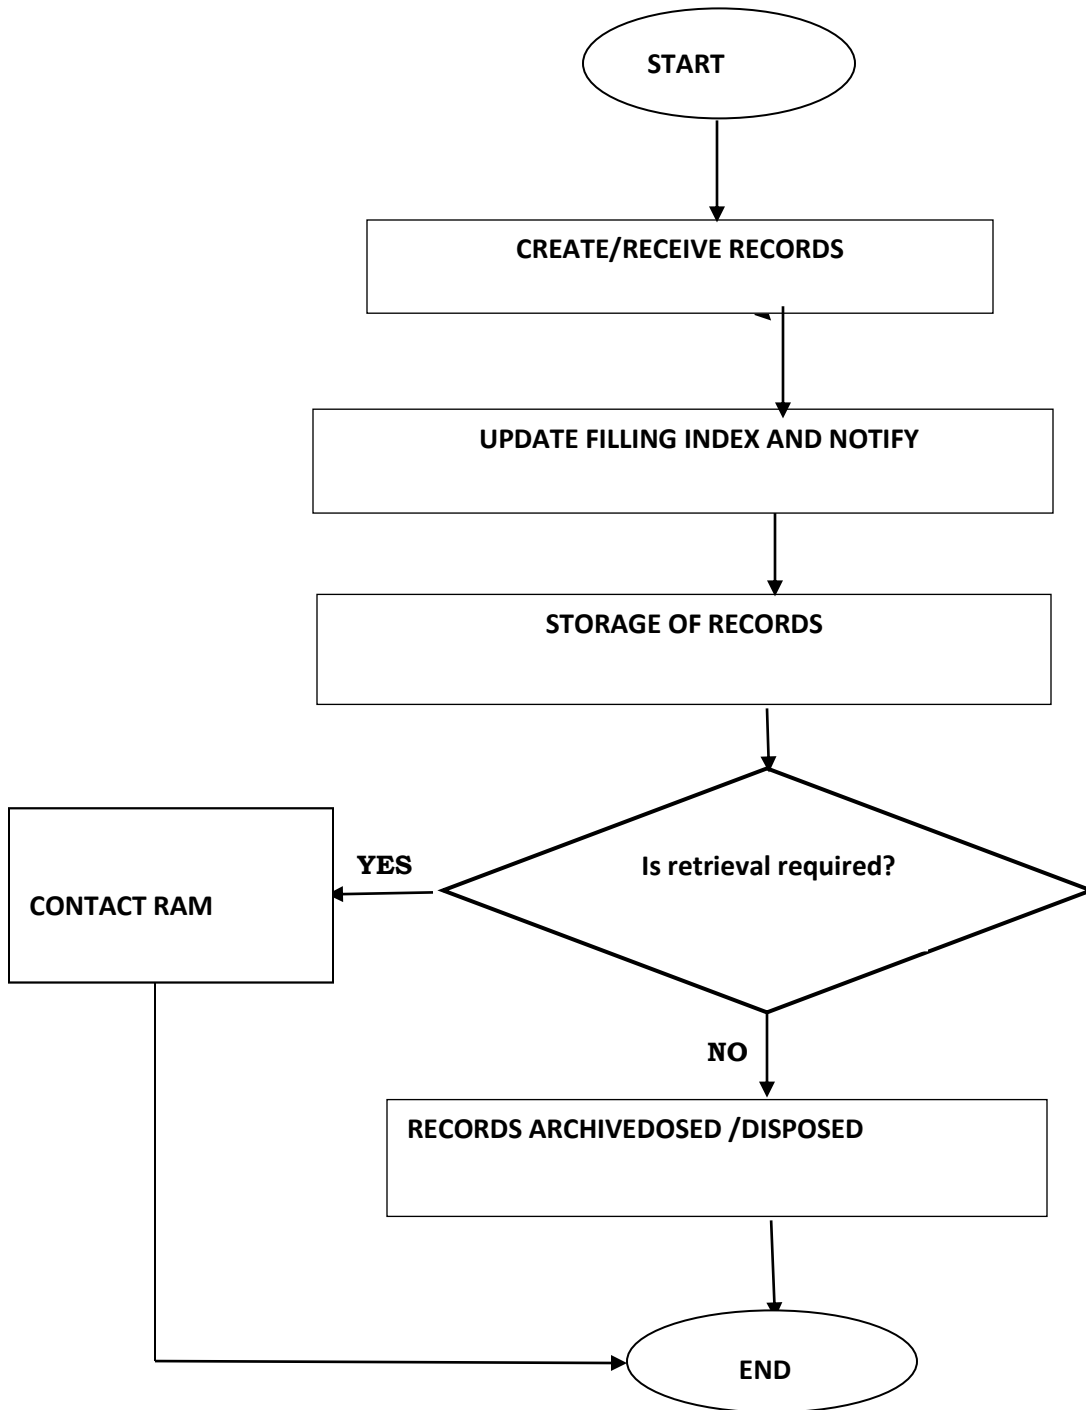 START
CREATE/RECEIVE RECORDS
UPDATE FILLING INDEX AND NOTIFY
STORAGE OF RECORDS
Is retrieval required?
YES
CONTACT RAM
NO
RECORDS ARCHIVEDOSED /DISPOSED
END